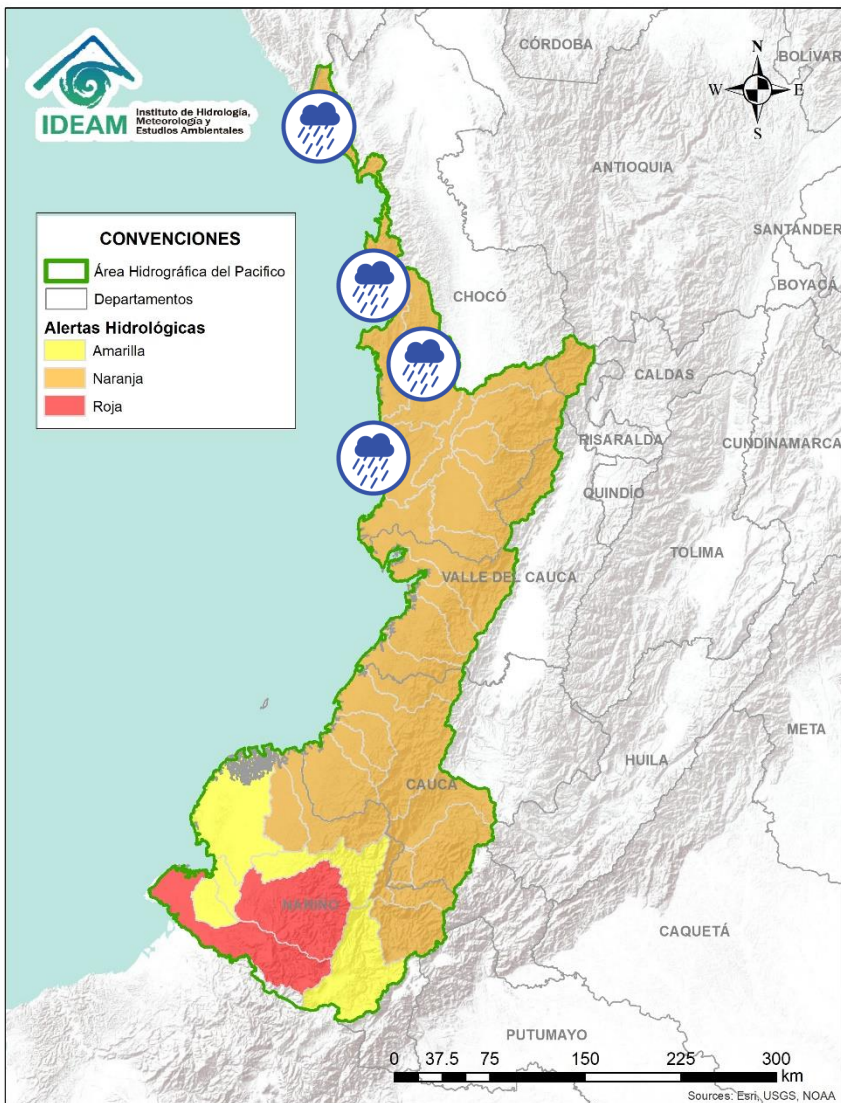 IDEAM
Instituto de Hidrología,
Meteorología y
Estudios Ambientales
CÓRDOBA
BOLÍVAR
N
W
E
S
ANTIOQUIA
SANTANDER
BOYACÁ
CONVENCIONES
Área Hidrográfica del Pacifico
Departamentos
Alertas Hidrológicas
Amarilla
Naranja
Roja
CHOCÓ
CALDAS
RISARALDA
CUNDINAMARCA
QUINDÍO
TOLIMA
VALLE DEL CAUCA
META
HUILA
CAUCA
NARIÑO
CAQUETÁ
PUTUMAYO
0 37.5 75 150 225 300
km
Sources: Esri, USGS, NOAA